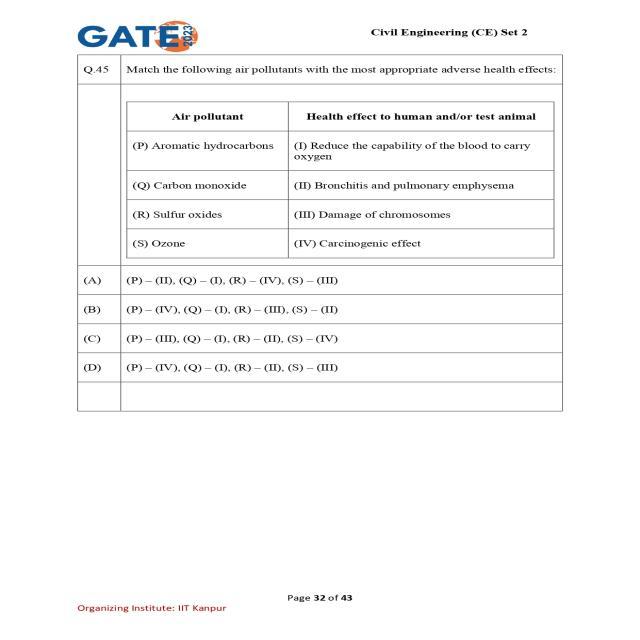 GATE 2023
Civil Engineering (CE) Set 2
Q.45 Match the following air pollutants with the most appropriate adverse health effects:
Air pollutant Health effect to human and/or test animal
(P) Aromatic hydrocarbons (I) Reduce the capability of the blood to carry
oxygen
(Q) Carbon monoxide (II) Bronchitis and pulmonary emphysema
(R) Sulfur oxides (III) Damage of chromosomes
(S) Ozone (IV) Carcinogenic effect
(A) (P) – (II), (Q) – (I), (R) – (IV), (S) – (III)
(B) (P) – (IV), (Q) – (I), (R) – (III), (S) – (II)
(C) (P) – (III), (Q) – (I), (R) – (II), (S) – (IV)
(D) (P) – (IV), (Q) – (I), (R) – (II), (S) – (III)
Page 32 of 43
Organizing Institute: IIT Kanpur